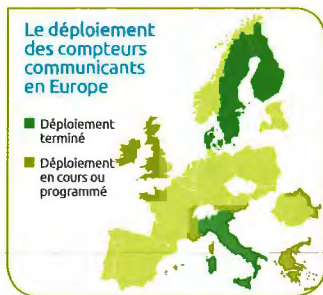 Le déploiement
des compteurs
communicants
en Europe
Déploiement
terminé
Déploiement
en cours ou
programmé